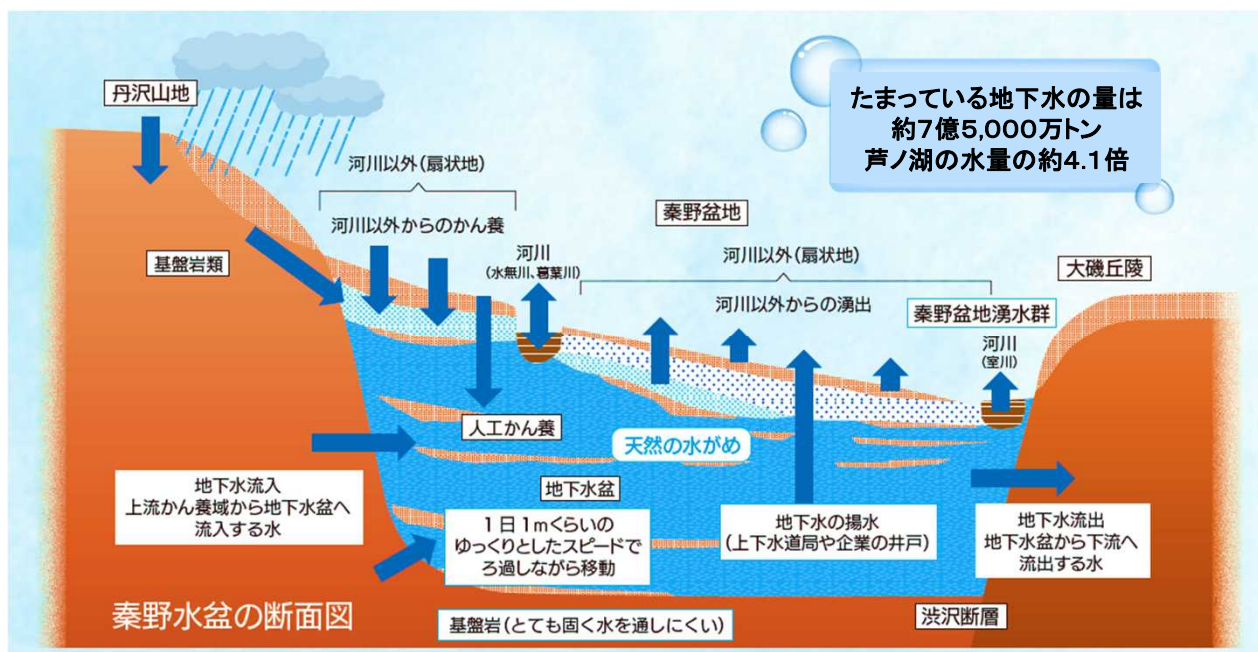 丹沢山地
たまっている地下水の量は
約7億5,000万トン
芦ノ湖の水量の約4.1倍
河川以外(扇状地)
河川以外からのかん養
秦野盆地
基盤岩類
河川
(水無川、葛葉川)
河川以外(扇状地)
大磯丘陵
河川以外からの湧出
秦野盆地湧水群
河川
(室川)
人工かん養
天然の水がめ
地下水流入
上流かん養域から地下水盆へ
流入する水
地下水盆
1日1mくらいの
ゆっくりとしたスピードで
ろ過しながら移動
地下水の揚水
(上下水道局や企業の井戸)
地下水流出
地下水盆から下流へ
流出する水
秦野水盆の断面図
基盤岩(とても固く水を通しにくい)
渋沢断層